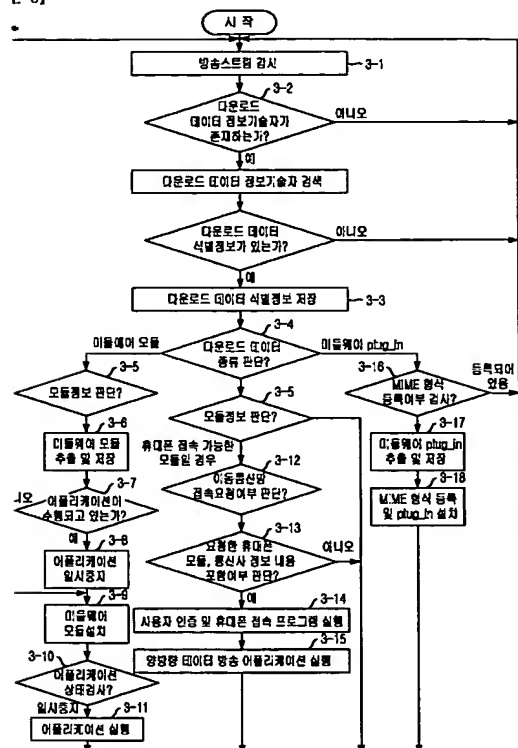 시 작
방송스트림 검사
3-1
3-2
다운로드
데이터 정보기술자가
존재하는가?
아니오
예
다운로드 데이터 정보기술자 검색
다운로드 데이터
식별정보가 있는가?
아니오
예
다운로드 데이터 식별정보 저장
3-3
3-4
다운로드 데이터
종류 판단?
미들웨어 모듈
미들웨어 plug_in
3-5
모듈정보 판단?
3-5
모듈정보 판단?
3-16
MIME 형식
등록여부 검사?
등록되어
있음
3-6
미들웨어 모듈
추출 및 저장
휴대폰 접속 가능한
모듈일 경우
3-12
이동통신망
접속요청여부 판단?
3-17
미들웨어 plug_in
추출 및 저장
3-7
어플리케이션이
수행되고 있는가?
니오
예
3-18
MIME 형식 등록
및 plug_in 설치
3-8
어플리케이션
일시중지
3-13
요청한 휴대폰
모듈, 통신사 정보 내용
포함여부 판단?
아니오
예
3-9
미들웨어
모듈설치
3-14
사용자 인증 및 휴대폰 접속 프로그램 실행
3-15
양방향 데이터 방송 어플리케이션 실행
3-10
어플리케이션
상태검사?
일시중지
3-11
어플리케이션 실행